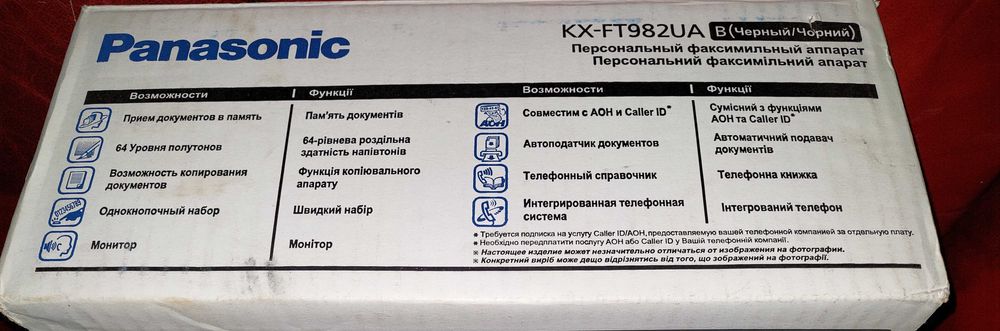 Panasonic
KX-FT982UA B (Черный/Чорний)
Персональный факсимильный аппарат
Персональний факсимільний апарат
Возможности Функції
Прием документов в память Пам'ять документів
64 Уровня полутонов 64-рівнева роздільна
здатність напівтонів
Возможность копирования
документов
Функція копіювального
апарату
Однокнопочный набор Швидкий набір
Монитор Монітор
Возможности Функції
Совместим с АОН и Caller ID* Сумісний з функціями
АОН та Caller ID*
Автоподатчик документов Автоматичний подавач
документів
Телефонный справочник Телефонна книжка
Интегрированная телефонная
система
Інтегрований телефон
* Требуется подписка на услугу Caller ID/АОН, предоставляемую вашей телефонной компанией за отдельную плату.
* Необхідно передплатити послугу АОН або Caller ID у Вашій телефонній компанії.
* Настоящее изделие может незначительно отличаться от изображения на фотографии.
* Конкретний виріб може дещо відрізнятись від того, що зображений на фотографії.